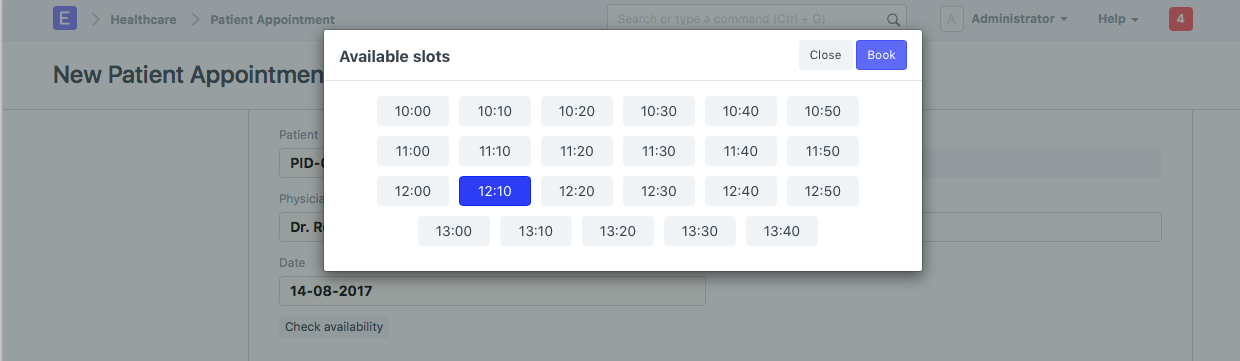 E Healthcare Patient Appointment Search or type a command (Ctrl + G) A Administrator Help 4
New Patient Appointmen
Available slots Close Book
10:00 10:10 10:20 10:30 10:40 10:50
11:00 11:10 11:20 11:30 11:40 11:50
12:00 12:10 12:20 12:30 12:40 12:50
13:00 13:10 13:20 13:30 13:40
Patient
PID-
Physicia
Dr. R
Date
14-08-2017
Check availability